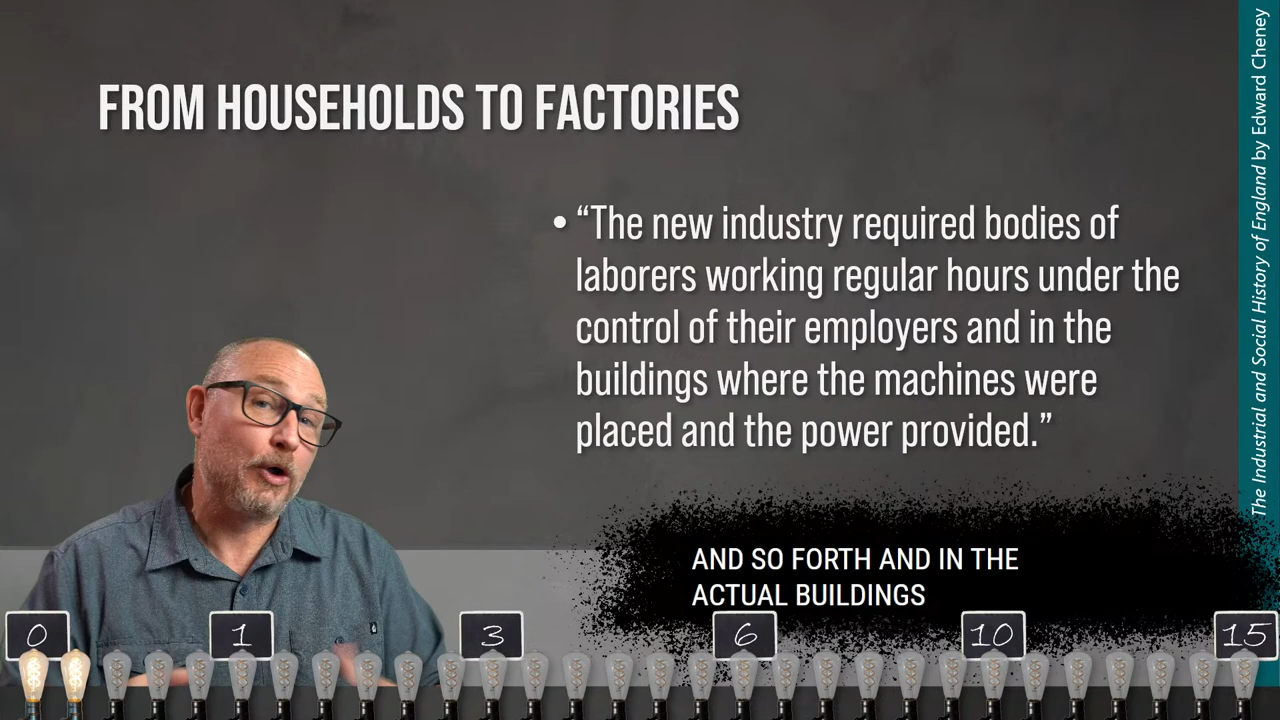 FROM HOUSEHOLDS TO FACTORIES
• “The new industry required bodies of
laborers working regular hours under the
control of their employers and in the
buildings where the machines were
placed and the power provided.”
The Industrial and Social History of England by Edward Cheney
AND SO FORTH AND IN THE
ACTUAL BUILDINGS
0 1 3 6 10 15